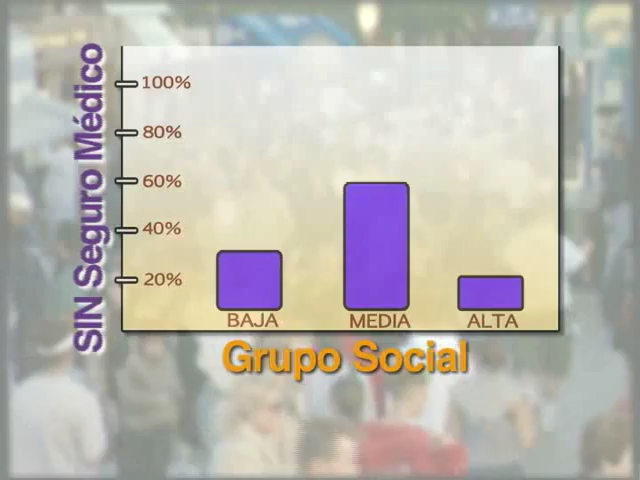 SIN Seguro Médico
100%
80%
60%
40%
20%
BAJA MEDIA ALTA
Grupo Social